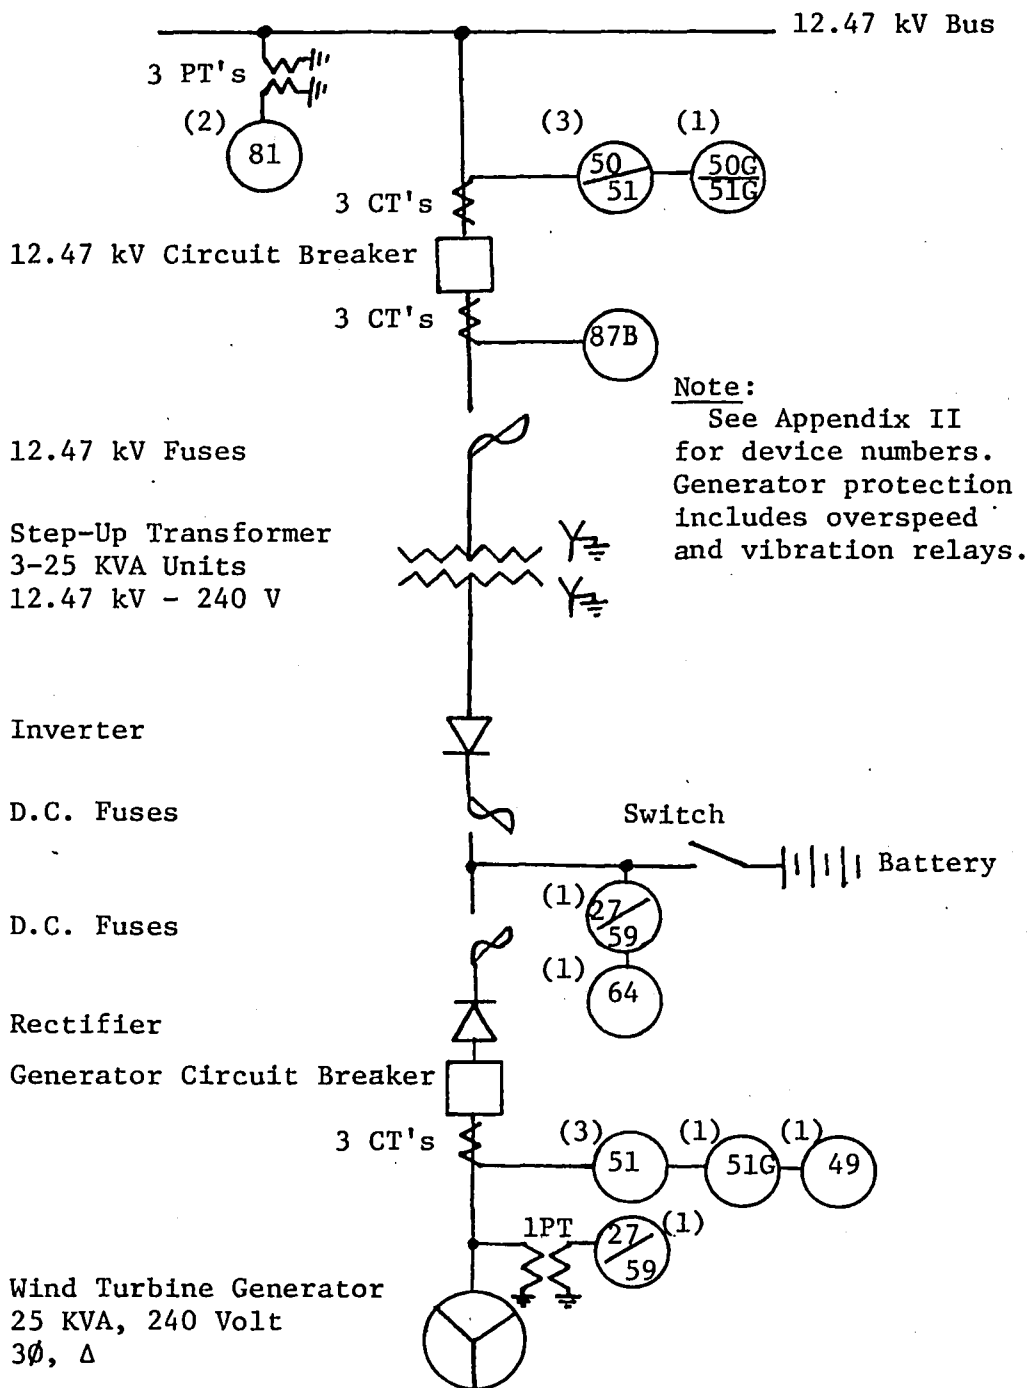 12.47 kV Bus
3 PT's
(2)
81
(3)
(1)
50
51
50G
51G
3 CT's
12.47 kV Circuit Breaker
3 CT's
87B
Note:
See Appendix II
for device numbers.
Generator protection
includes overspeed
and vibration relays.
12.47 kV Fuses
Step-Up Transformer
3-25 KVA Units
12.47 kV - 240 V
Inverter
D.C. Fuses
Switch
Battery
(1)
27
59
D.C. Fuses
(1)
64
Rectifier
Generator Circuit Breaker
3 CT's
(3)
51
(1)
51G
(1)
49
1PT
27
59
(1)
Wind Turbine Generator
25 KVA, 240 Volt
3Ø, Δ